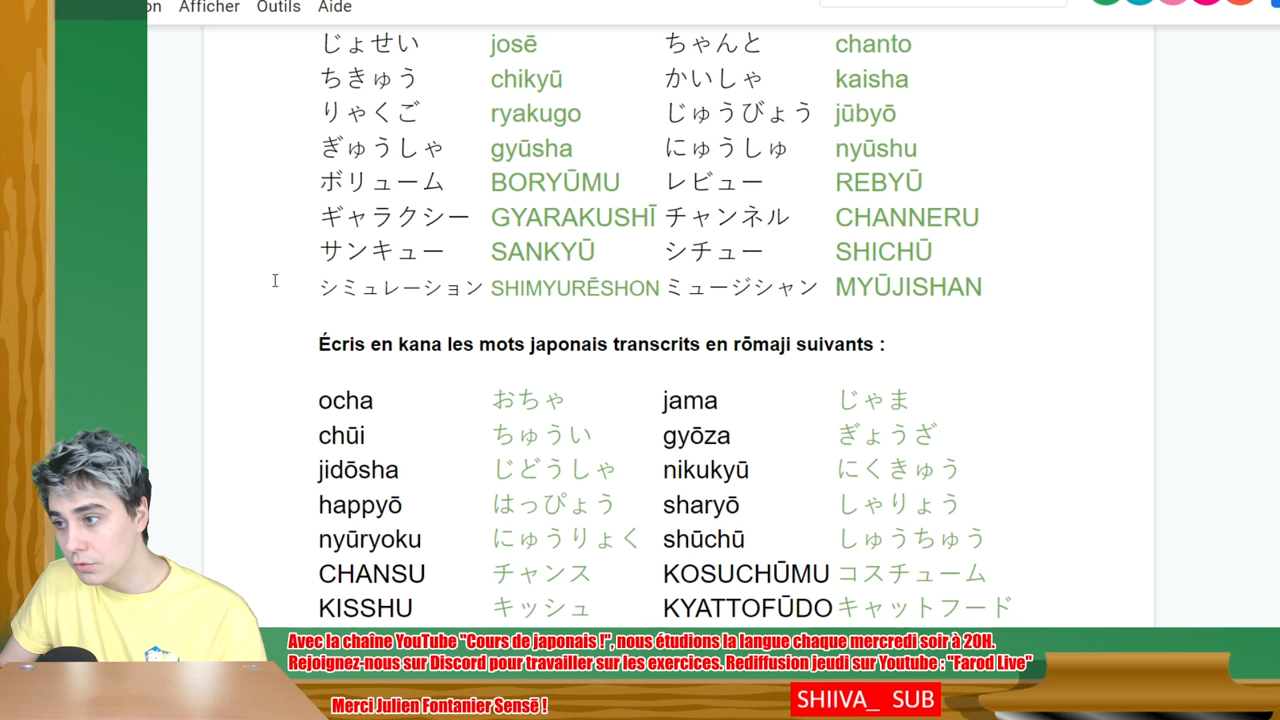 on Afficher Outils Aide
じょせい josē ちゃんと chanto
ちきゅう chikyū かいしゃ kaisha
りゃくご ryakugo じゅうびょう jūbyō
ぎゅうしゃ gyūsha にゅうしゅ nyūshu
ボリューム BORYŪMU レビュー REBYŪ
ギャラクシー GYARAKUSHĪ チャンネル CHANNERU
サンキュー SANKYŪ シチュー SHICHŪ
シミュレーション SHIMYURĒSHON ミュージシャン MYŪJISHAN
Écris en kana les mots japonais transcrits en rōmaji suivants :
ocha おちゃ jama じゃま
chūi ちゅうい gyōza ぎょうざ
jidōsha じどうしゃ nikukyū にくきゅう
happyō はっぴょう sharyō しゃりょう
nyūryoku にゅうりょく shūchū しゅうちゅう
CHANSU チャンス KOSUCHŪMU コスチューム
KISSHU キッシュ KYATTOFŪDO キャットフード
Avec la chaîne YouTube "Cours de japonais !", nous étudions la langue chaque mercredi soir à 20H.
Rejoignez-nous sur Discord pour travailler sur les exercices. Rediffusion jeudi sur Youtube : "Farod Live"
Merci Julien Fontanier Sensē !
SHIIVA_ SUB